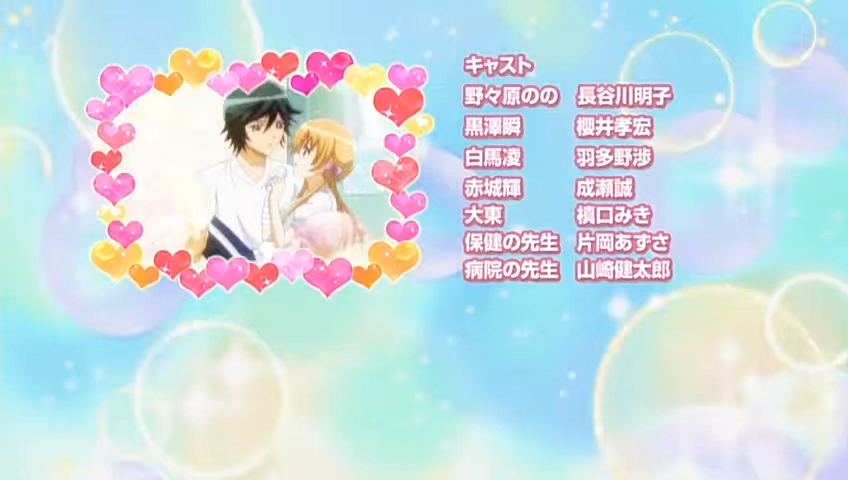 キャスト
野々原のの 長谷川明子
黒澤瞬 櫻井孝宏
白馬凌 羽多野渉
赤城輝 成瀬誠
大東 槙口みき
保健の先生 片岡あずさ
病院の先生 山崎健太郎